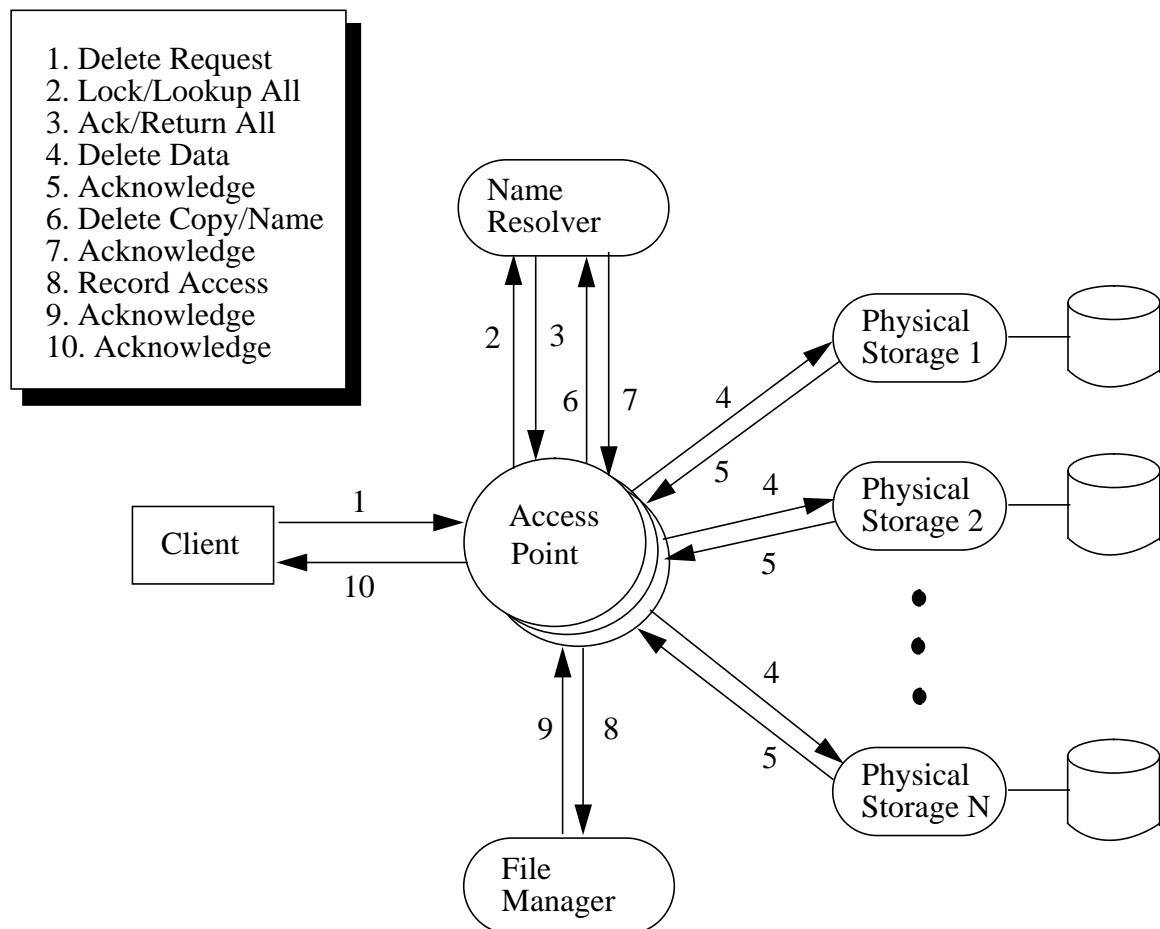 1. Delete Request
2. Lock/Lookup All
3. Ack/Return All
4. Delete Data
5. Acknowledge
6. Delete Copy/Name
7. Acknowledge
8. Record Access
9. Acknowledge
10. Acknowledge
Name
Resolver
2
3
6
7
Physical
Storage 1
4
5
Client
1
10
Access
Point
4
5
Physical
Storage 2
4
5
Physical
Storage N
9
8
File
Manager